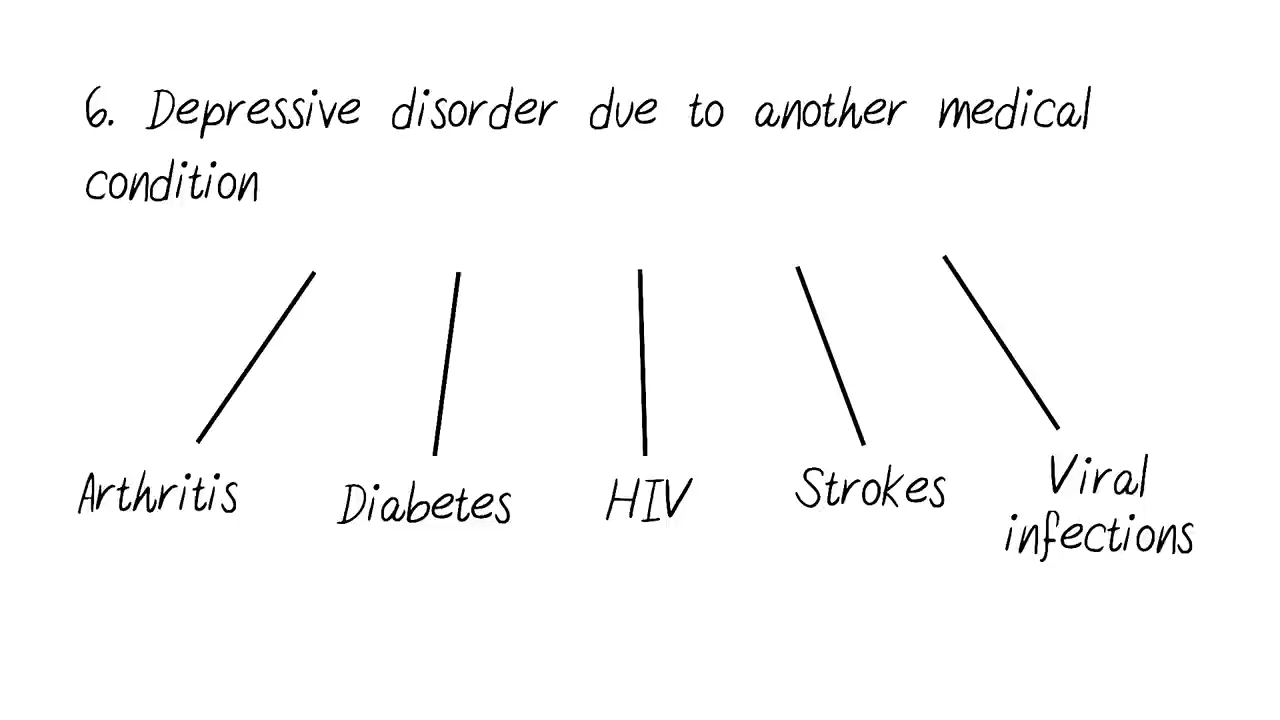 6. Depressive disorder due to another medical
condition
Arthritis
Diabetes
HIV
Strokes
Viral
infections